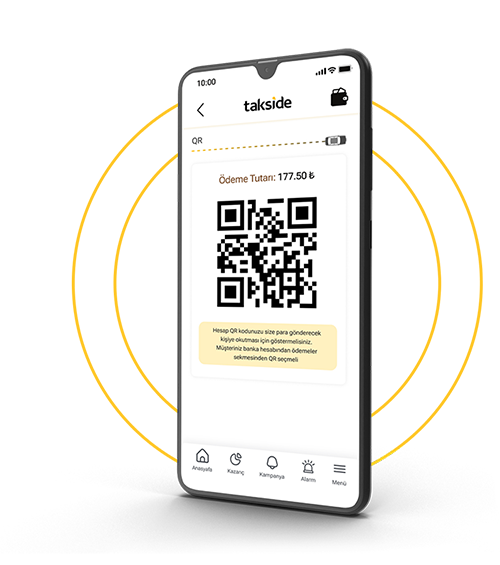 10:00
takside
QR
Ödeme Tutarı: 177.50 ₺
Hesap QR kodunuzu size para gönderecek
kişiye okutması için göstermelisiniz.
Müşteriniz banka hesabından ödemeler
sekmesinden QR seçmeli
Anasyafa Kazanç Kampanya Alarm Menü